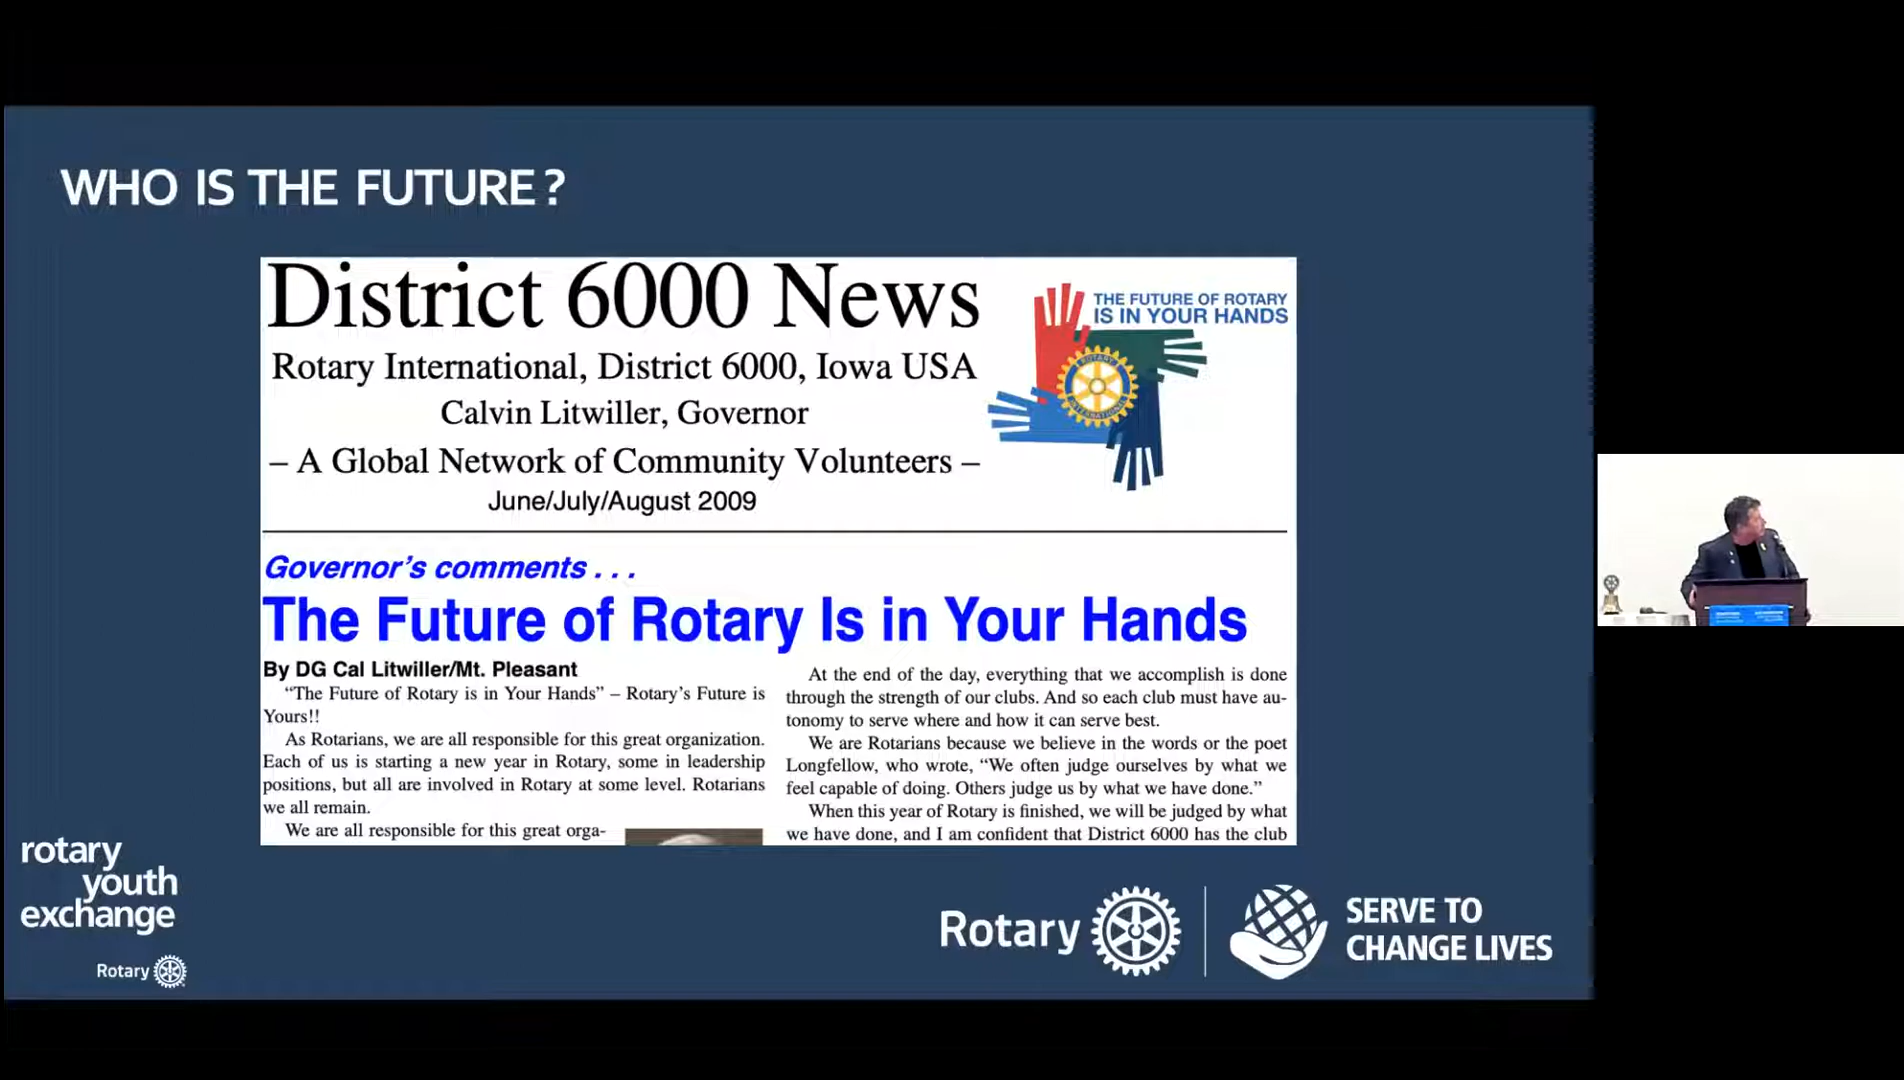 WHO IS THE FUTURE?
District 6000 News
Rotary International, District 6000, Iowa USA
Calvin Litwiller, Governor
– A Global Network of Community Volunteers –
June/July/August 2009
THE FUTURE OF ROTARY
IS IN YOUR HANDS
ROTARY
INTERNATIONAL
Governor’s comments . . .
The Future of Rotary Is in Your Hands
By DG Cal Litwiller/Mt. Pleasant
“The Future of Rotary is in Your Hands” – Rotary’s Future is
Yours!!
As Rotarians, we are all responsible for this great organization.
Each of us is starting a new year in Rotary, some in leadership
positions, but all are involved in Rotary at some level. Rotarians
we all remain.
We are all responsible for this great orga-
At the end of the day, everything that we accomplish is done
through the strength of our clubs. And so each club must have au-
tonomy to serve where and how it can serve best.
We are Rotarians because we believe in the words or the poet
Longfellow, who wrote, “We often judge ourselves by what we
feel capable of doing. Others judge us by what we have done.”
When this year of Rotary is finished, we will be judged by what
we have done, and I am confident that District 6000 has the club
rotary
youth
exchange
Rotary
Rotary
SERVE TO
CHANGE LIVES